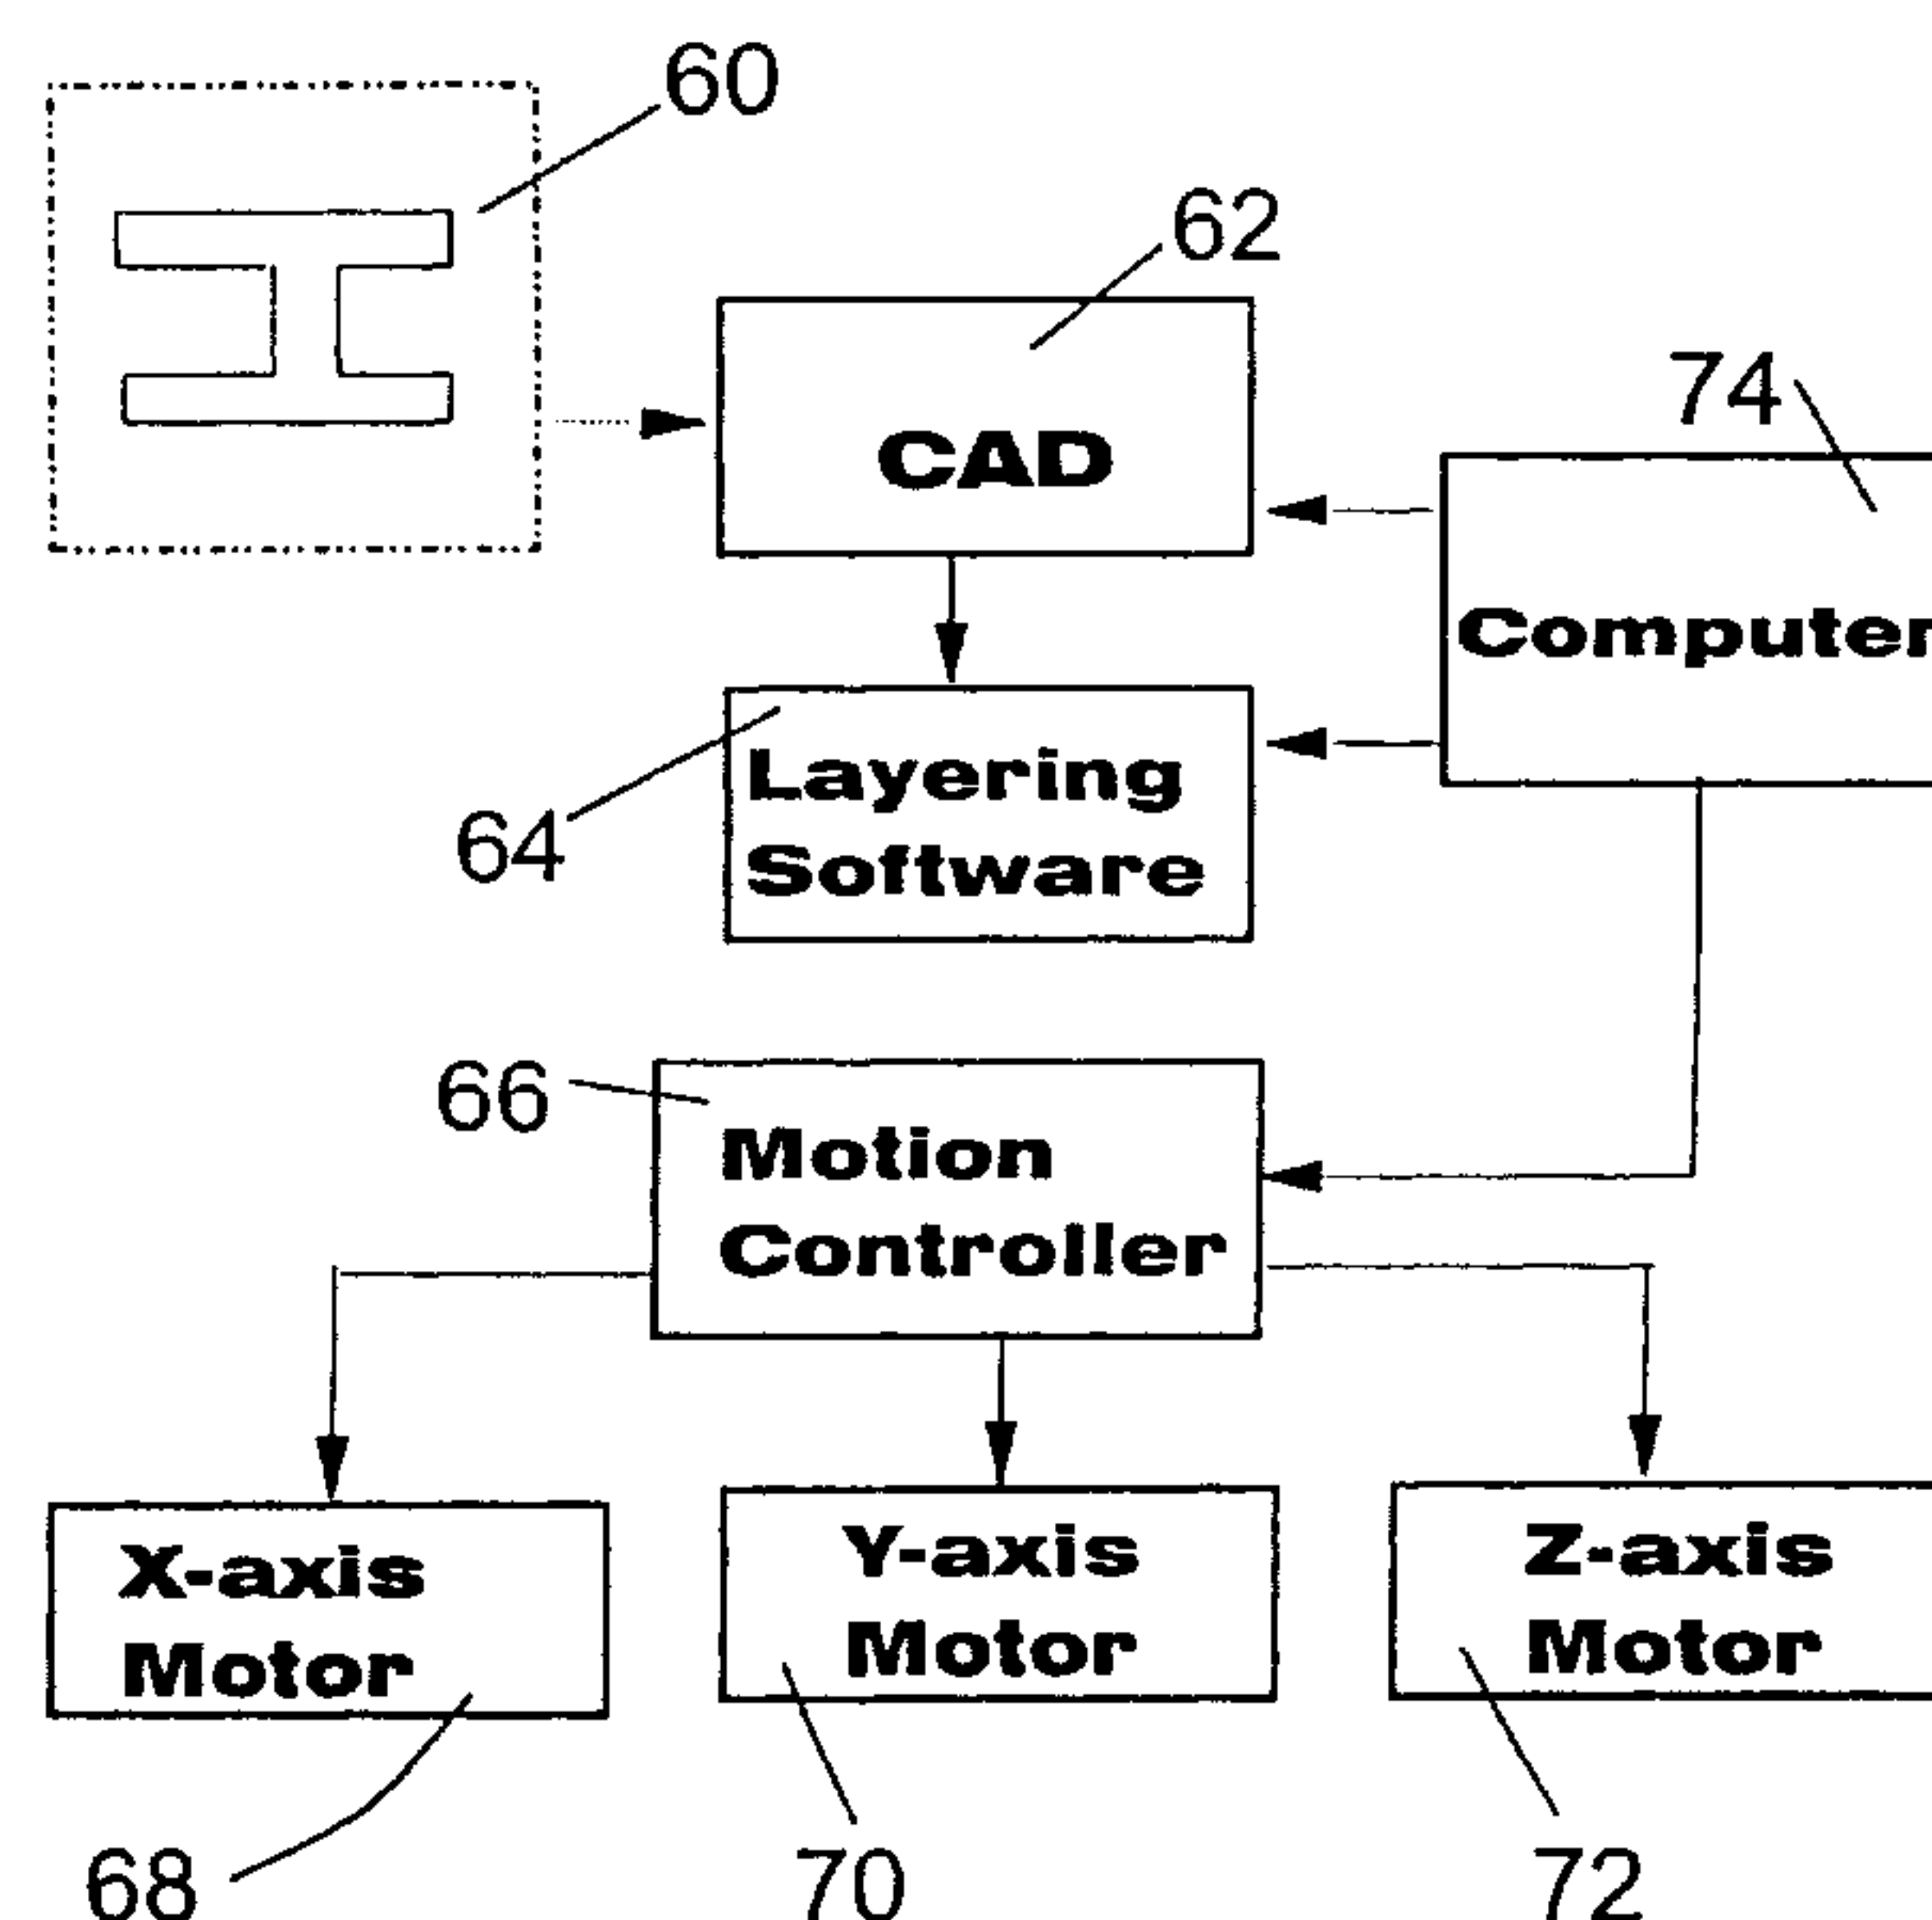 60
62
74
CAD
Computer
Layering
Software
64
66
Motion
Controller
X-axis
Motor
Y-axis
Motor
Z-axis
Motor
68
70
72